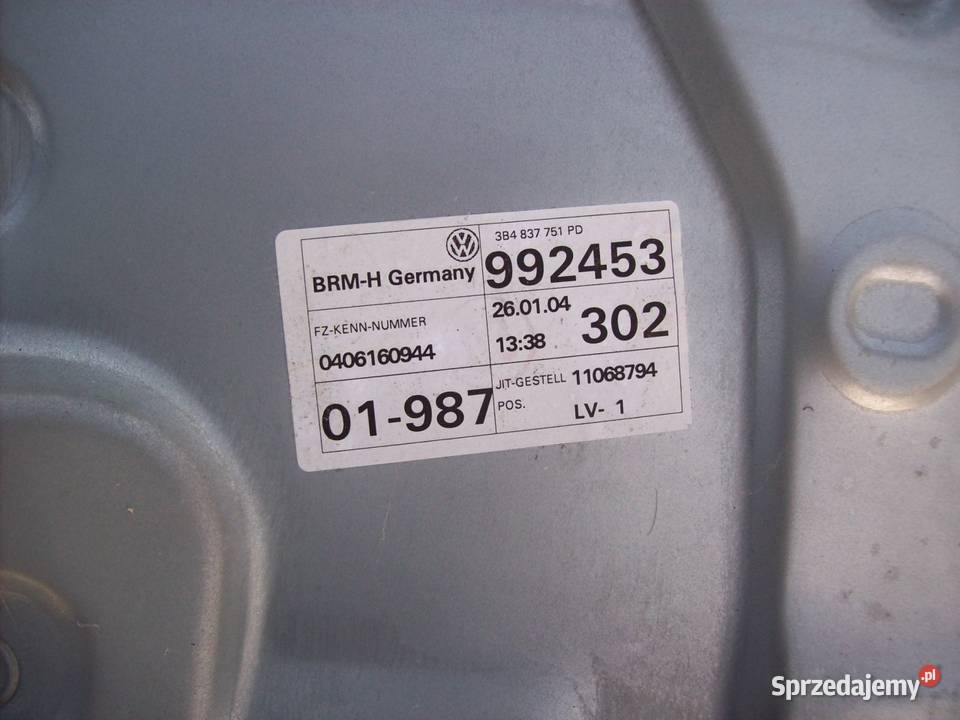 3B4 837 751 PD
BRM-H Germany
992453
FZ-KENN-NUMMER
0406160944
26.01.04
13:38
302
01-987
JIT-GESTELL 11068794
POS. LV- 1
Sprzedajemy.pl